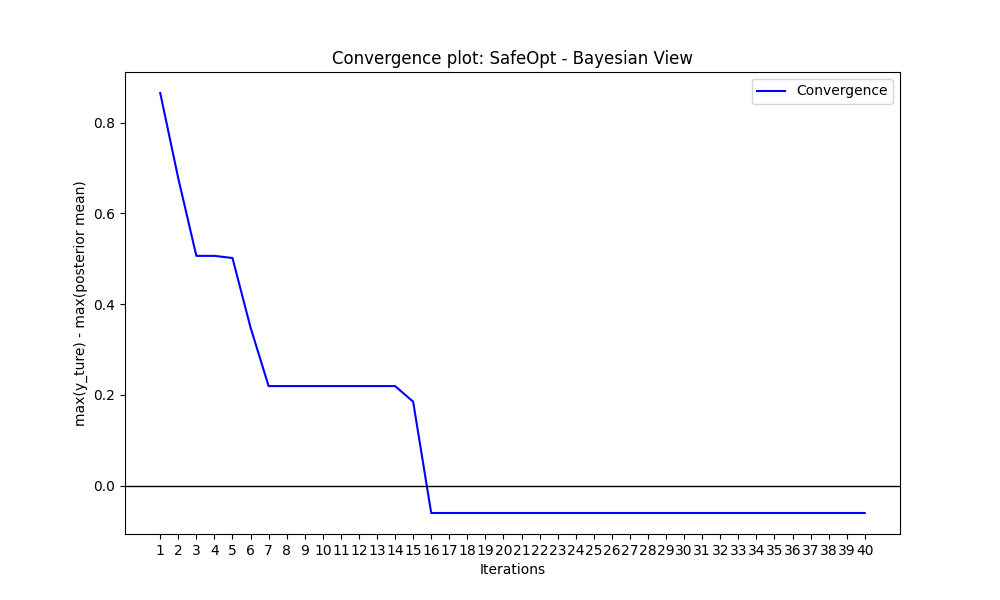 Convergence plot: SafeOpt - Bayesian View
Convergence
max(y_ture) - max(posterior mean)
0.8
0.6
0.4
0.2
0.0
1 2 3 4 5 6 7 8 9 10 11 12 13 14 15 16 17 18 19 20 21 22 23 24 25 26 27 28 29 30 31 32 33 34 35 36 37 38 39 40
Iterations